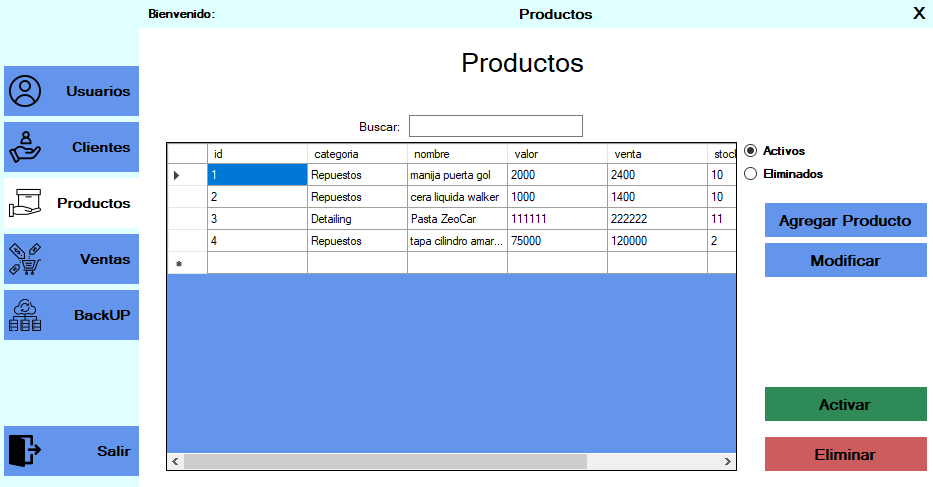 Bienvenido:
Productos
X
Usuarios
Clientes
Productos
Ventas
BackUP
Salir
Productos
Buscar:
id categoria nombre valor venta stock
1 Repuestos manija puerta gol 2000 2400 10
2 Repuestos cera liquida walker 1000 1400 10
3 Detailing Pasta ZeoCar 111111 222222 11
4 Repuestos tapa cilindro amar... 75000 120000 2
Activos
Eliminados
Agregar Producto
Modificar
Activar
Eliminar